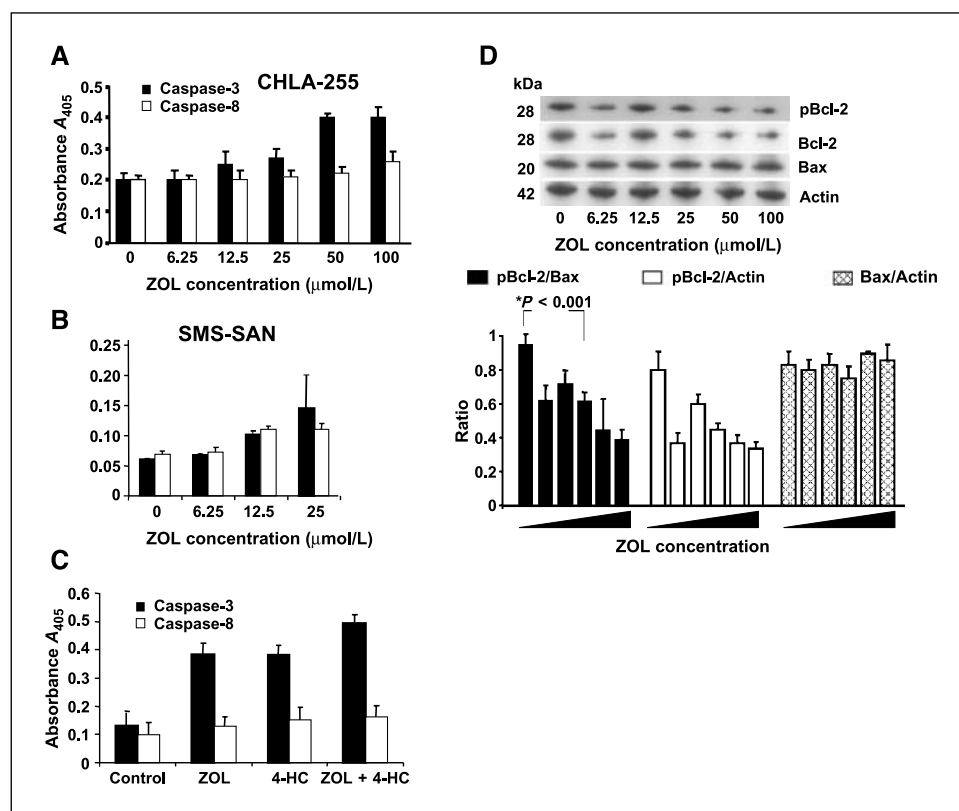 A
CHLA-255
Caspase-3
Caspase-8
Absorbance A405
0.5
0.4
0.3
0.2
0.1
0
0 6.25 12.5 25 50 100
ZOL concentration (μmol/L)
B
SMS-SAN
0.25
0.20
0.15
0.10
0.05
0
0 6.25 12.5 25
ZOL concentration (μmol/L)
C
Caspase-3
Caspase-8
Absorbance A405
0.6
0.5
0.4
0.3
0.2
0.1
0
Control ZOL 4-HC ZOL + 4-HC
D
kDa
28 pBcl-2
28 Bcl-2
20 Bax
42 Actin
0 6.25 12.5 25 50 100
ZOL concentration (μmol/L)
pBcl-2/Bax pBcl-2/Actin Bax/Actin
*P < 0.001
Ratio
1
0.8
0.6
0.4
0.2
0
ZOL concentration